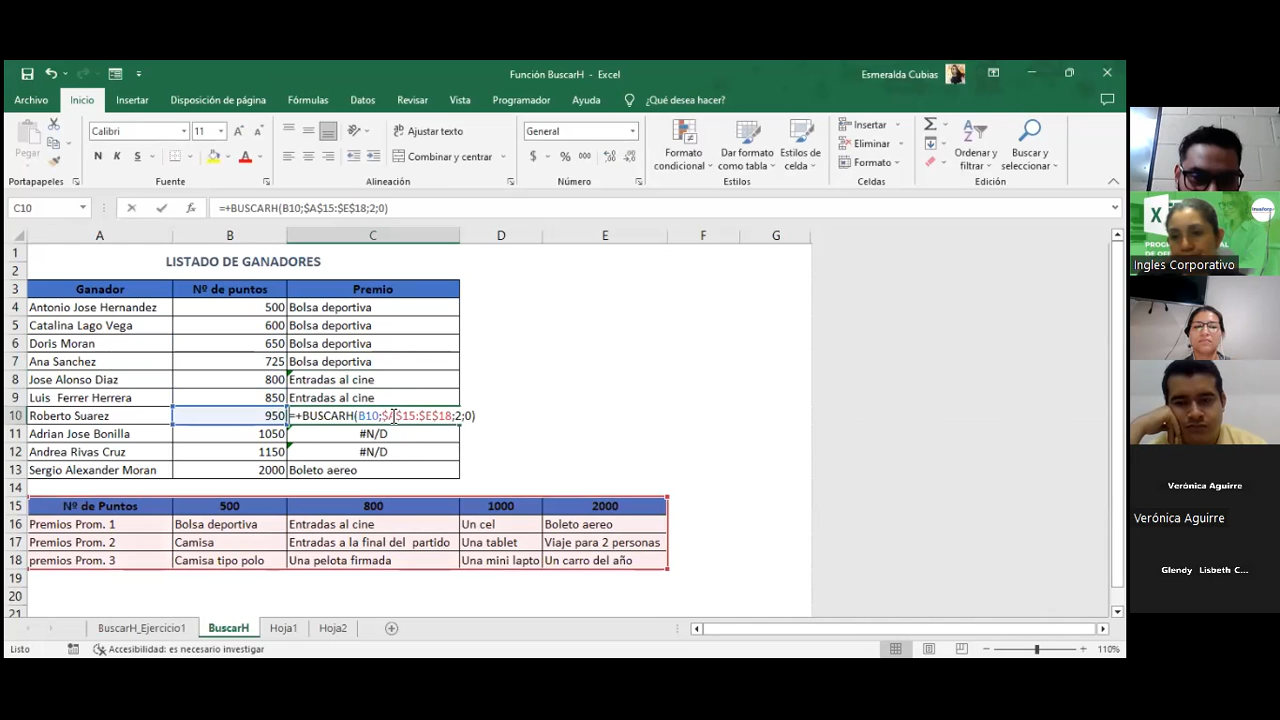 Función BuscarH - Excel
Esmeralda Cubias
Archivo Inicio Insertar Disposición de página Fórmulas Datos Revisar Vista Programador Ayuda ¿Qué desea hacer?
Pegar
Calibri 11
N K S
Ajustar texto
Combinar y centrar
General
$ % 000
Formato condicional
Dar formato como tabla
Estilos de celda
Insertar
Eliminar
Formato
Ordenar y filtrar
Buscar y seleccionar
Portapapeles Fuente Alineación Número Estilos Celdas Edición
C10 fx =+BUSCARH(B10;$A$15:$E$18;2;0)
A B C D E F G
1 LISTADO DE GANADORES
2
3 Ganador Nº de puntos Premio
4 Antonio Jose Hernandez 500 Bolsa deportiva
5 Catalina Lago Vega 600 Bolsa deportiva
6 Doris Moran 650 Bolsa deportiva
7 Ana Sanchez 725 Bolsa deportiva
8 Jose Alonso Diaz 800 Entradas al cine
9 Luis Ferrer Herrera 850 Entradas al cine
10 Roberto Suarez 950 =+BUSCARH(B10;$A$15:$E$18;2;0)
11 Adrian Jose Bonilla 1050 #N/D
12 Andrea Rivas Cruz 1150 #N/D
13 Sergio Alexander Moran 2000 Boleto aereo
14
15 Nº de Puntos 500 800 1000 2000
16 Premios Prom. 1 Bolsa deportiva Entradas al cine Un cel Boleto aereo
17 Premios Prom. 2 Camisa Entradas a la final del partido Una tablet Viaje para 2 personas
18 premios Prom. 3 Camisa tipo polo Una pelota firmada Una mini lapto Un carro del año
19
20
21
BuscarH_Ejercicio1 BuscarH Hoja1 Hoja2
Listo Accesibilidad: es necesario investigar 110%
Ingles Corporativo
Verónica Aguirre
Verónica Aguirre
Glendy Lisbeth C...